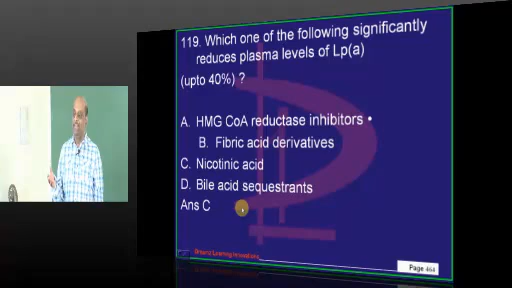 119. Which one of the following significantly
reduces plasma levels of Lp(a)
(upto 40%) ?
A. HMG CoA reductase inhibitors •
B. Fibric acid derivatives
C. Nicotinic acid
D. Bile acid sequestrants
Ans C
Page 464